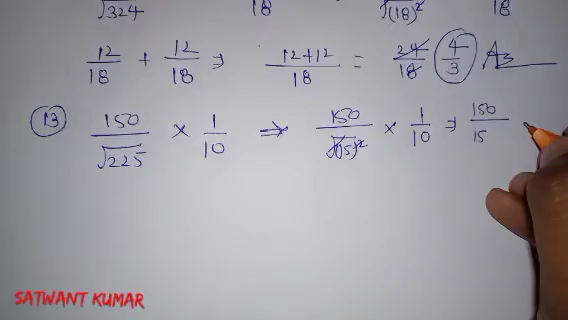 √324 18 √(18)² 18
12/18 + 12/18 ⇒ 12+12/18 = 24/18 4/3 Ans
13 150/√225 × 1/10 ⇒ 150/√(15)² × 1/10 ⇒ 150/15
SATWANT KUMAR